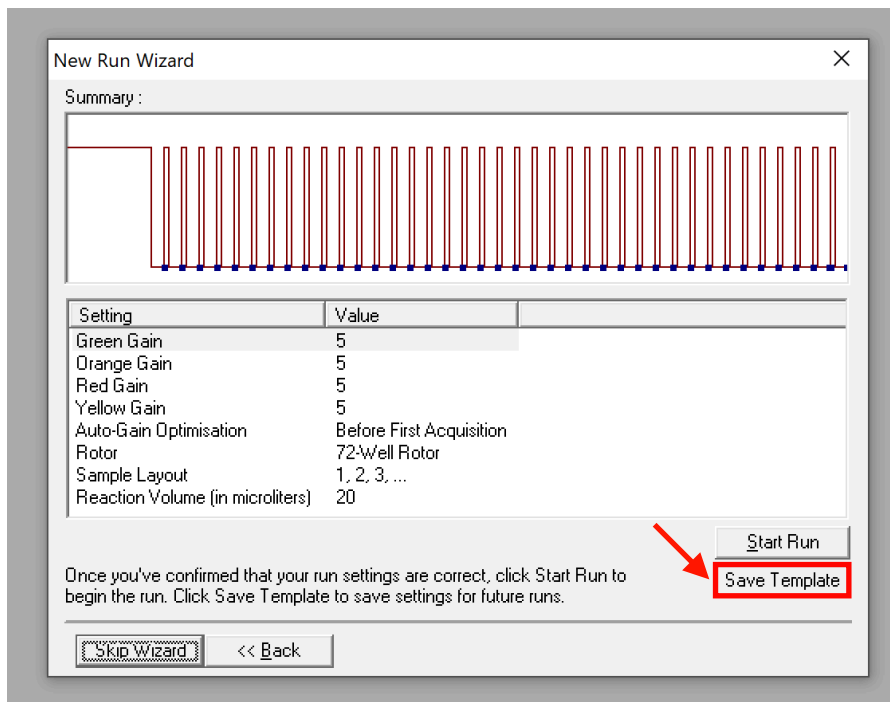 New Run Wizard
Summary :
Setting Value
Green Gain 5
Orange Gain 5
Red Gain 5
Yellow Gain 5
Auto-Gain Optimisation Before First Acquisition
Rotor 72-Well Rotor
Sample Layout 1, 2, 3, ...
Reaction Volume (in microliters) 20
Start Run
Once you've confirmed that your run settings are correct, click Start Run to
begin the run. Click Save Template to save settings for future runs.
Save Template
Skip Wizard << Back